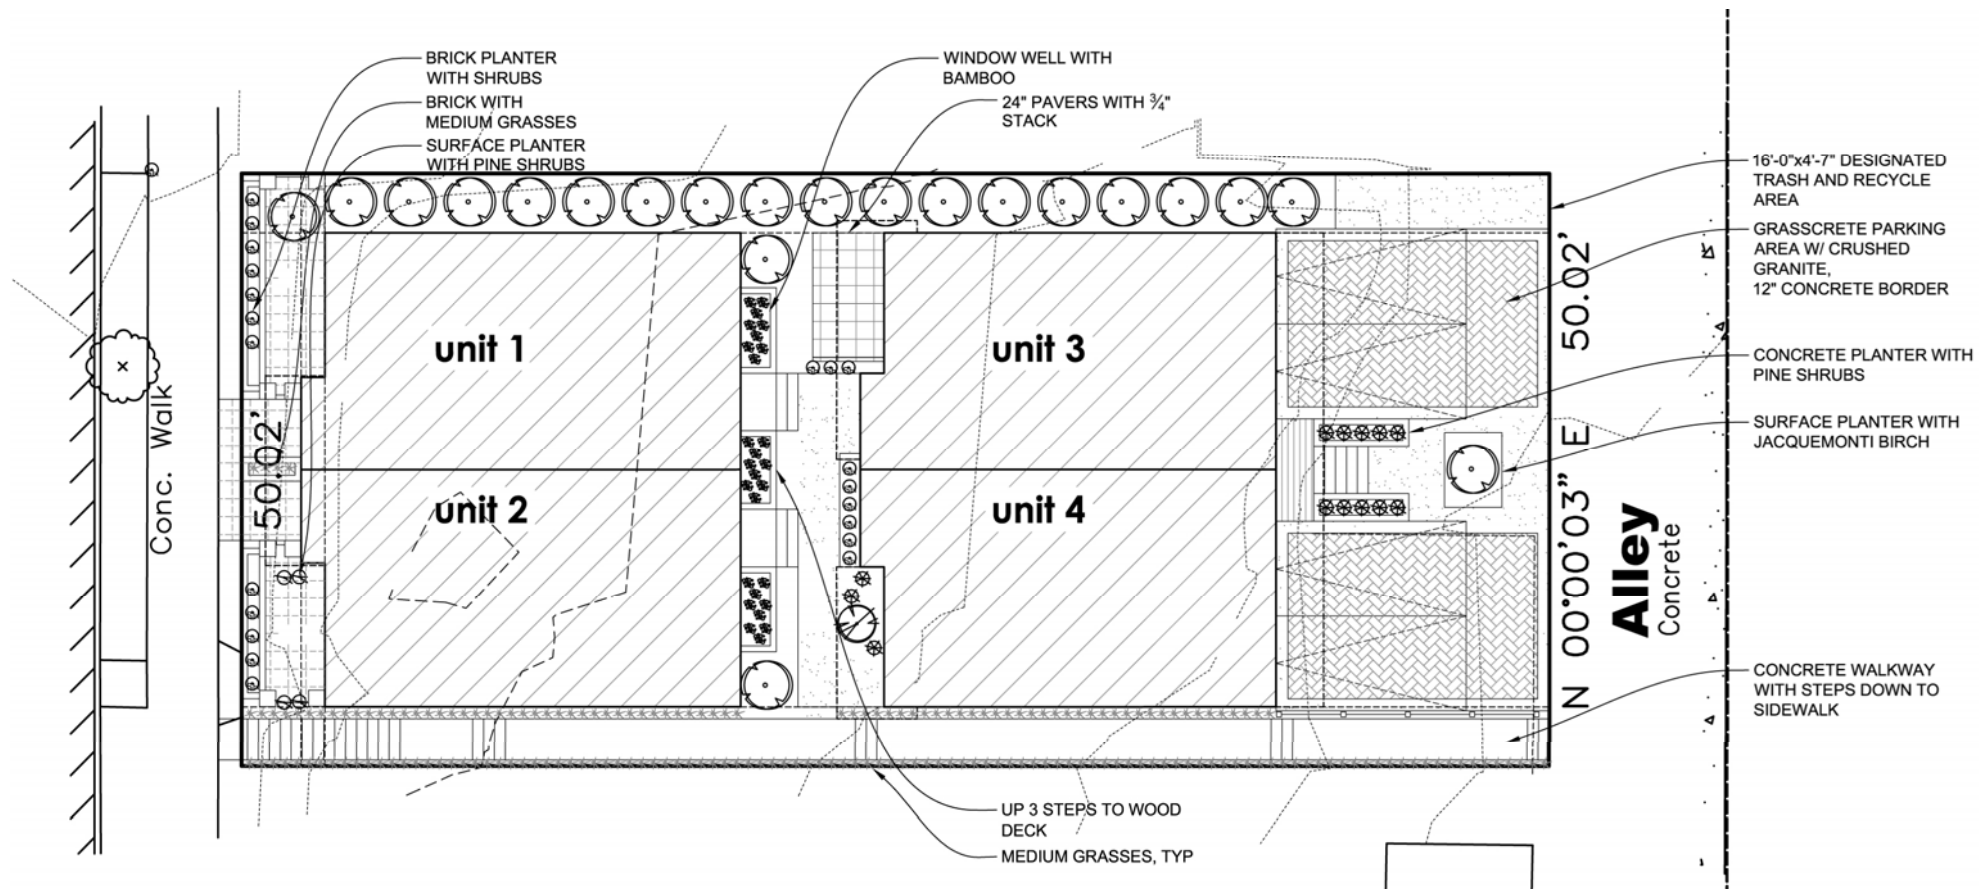 BRICK PLANTER
WITH SHRUBS
BRICK WITH
MEDIUM GRASSES
SURFACE PLANTER
WITH PINE SHRUBS
WINDOW WELL WITH
BAMBOO
24" PAVERS WITH ¾"
STACK
16'-0"x4'-7" DESIGNATED
TRASH AND RECYCLE
AREA
GRASSCRETE PARKING
AREA W/ CRUSHED
GRANITE,
12" CONCRETE BORDER
CONCRETE PLANTER WITH
PINE SHRUBS
SURFACE PLANTER WITH
JACQUEMONTI BIRCH
CONCRETE WALKWAY
WITH STEPS DOWN TO
SIDEWALK
unit 1
unit 2
unit 3
unit 4
Conc. Walk
50.02'
N 00°00'03" E 50.02'
Alley
Concrete
UP 3 STEPS TO WOOD
DECK
MEDIUM GRASSES, TYP